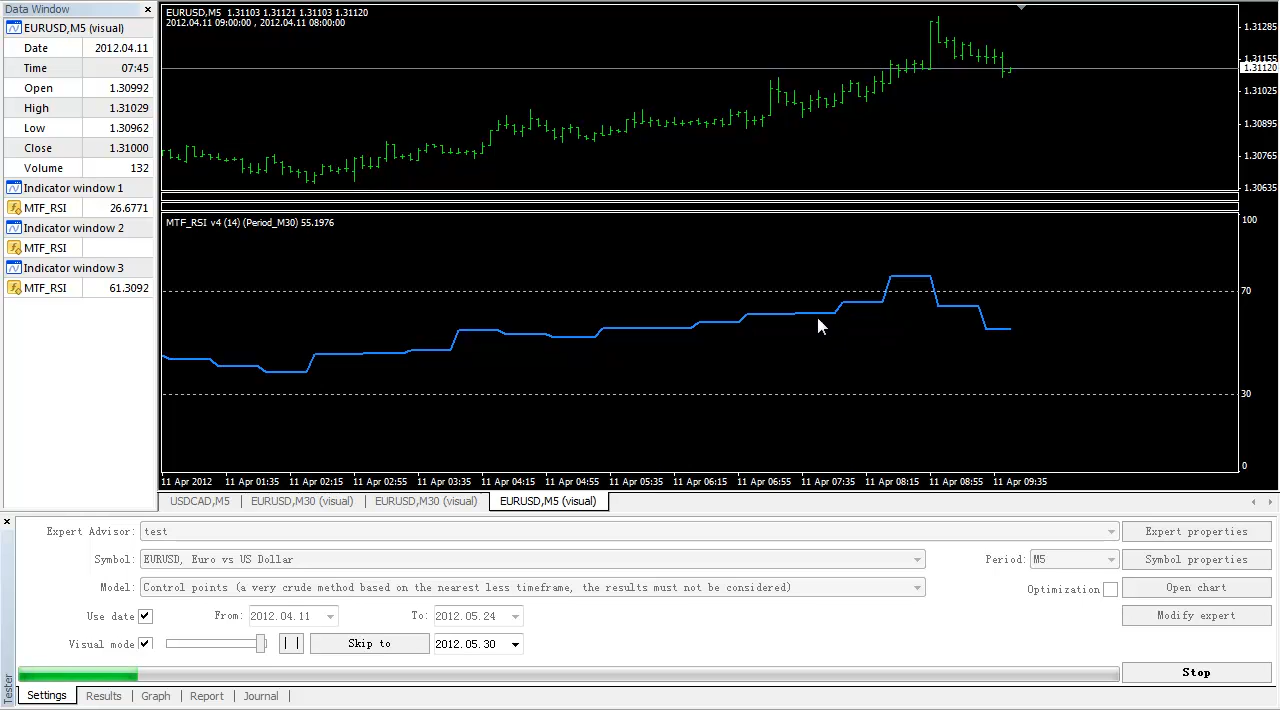 Data Window
EURUSD,M5 (visual)
Date 2012.04.11
Time 07:45
Open 1.30992
High 1.31029
Low 1.30962
Close 1.31000
Volume 132
Indicator window 1
MTF_RSI 26.6771
Indicator window 2
MTF_RSI
Indicator window 3
MTF_RSI 61.3092
EURUSD,M5 1.31103 1.31121 1.31103 1.31120
2012.04.11 09:00:00 , 2012.04.11 08:00:00
1.31285
1.31155
1.31120
1.31025
1.30895
1.30765
1.30635
MTF_RSI v4 (14) (Period_M30) 55.1976
100
70
30
0
11 Apr 2012 11 Apr 01:35 11 Apr 02:15 11 Apr 02:55 11 Apr 03:35 11 Apr 04:15 11 Apr 04:55 11 Apr 05:35 11 Apr 06:15 11 Apr 06:55 11 Apr 07:35 11 Apr 08:15 11 Apr 08:55 11 Apr 09:35
USDCAD,M5 EURUSD,M30 (visual) EURUSD,M30 (visual) EURUSD,M5 (visual)
Expert Advisor: test Expert properties
Symbol: EURUSD, Euro vs US Dollar Period: M5 Symbol properties
Model: Control points (a very crude method based on the nearest less timeframe, the results must not be considered) Optimization Open chart
Use date From: 2012.04.11 To: 2012.05.24 Modify expert
Visual mode Skip to 2012.05.30
Stop
Tester
Settings Results Graph Report Journal